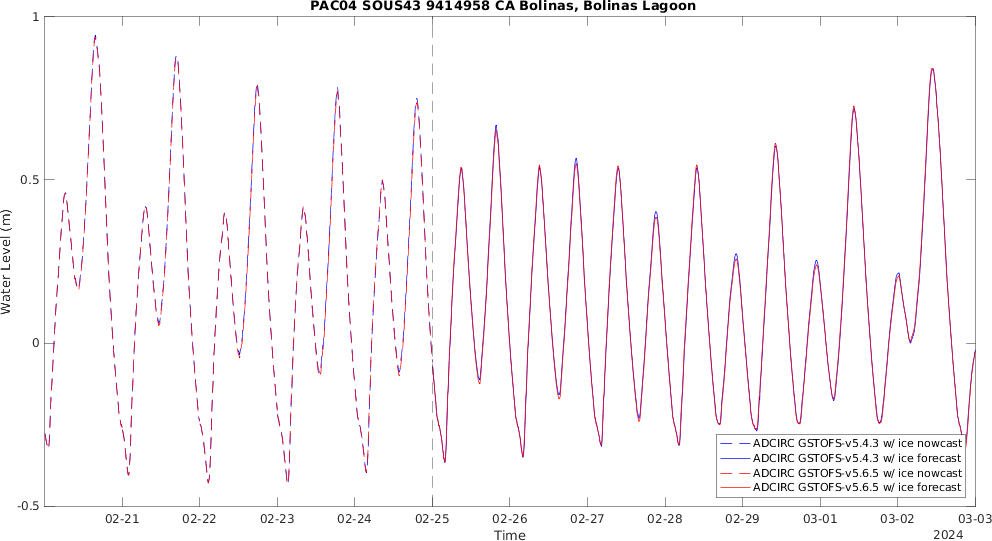 PAC04 SOUS43 9414958 CA Bolinas, Bolinas Lagoon
1
0.5
0
-0.5
Water Level (m)
ADCIRC GSTOFS-v5.4.3 w/ ice nowcast
ADCIRC GSTOFS-v5.4.3 w/ ice forecast
ADCIRC GSTOFS-v5.6.5 w/ ice nowcast
ADCIRC GSTOFS-v5.6.5 w/ ice forecast
02-21 02-22 02-23 02-24 02-25 02-26 02-27 02-28 02-29 03-01 03-02 03-03
Time
2024